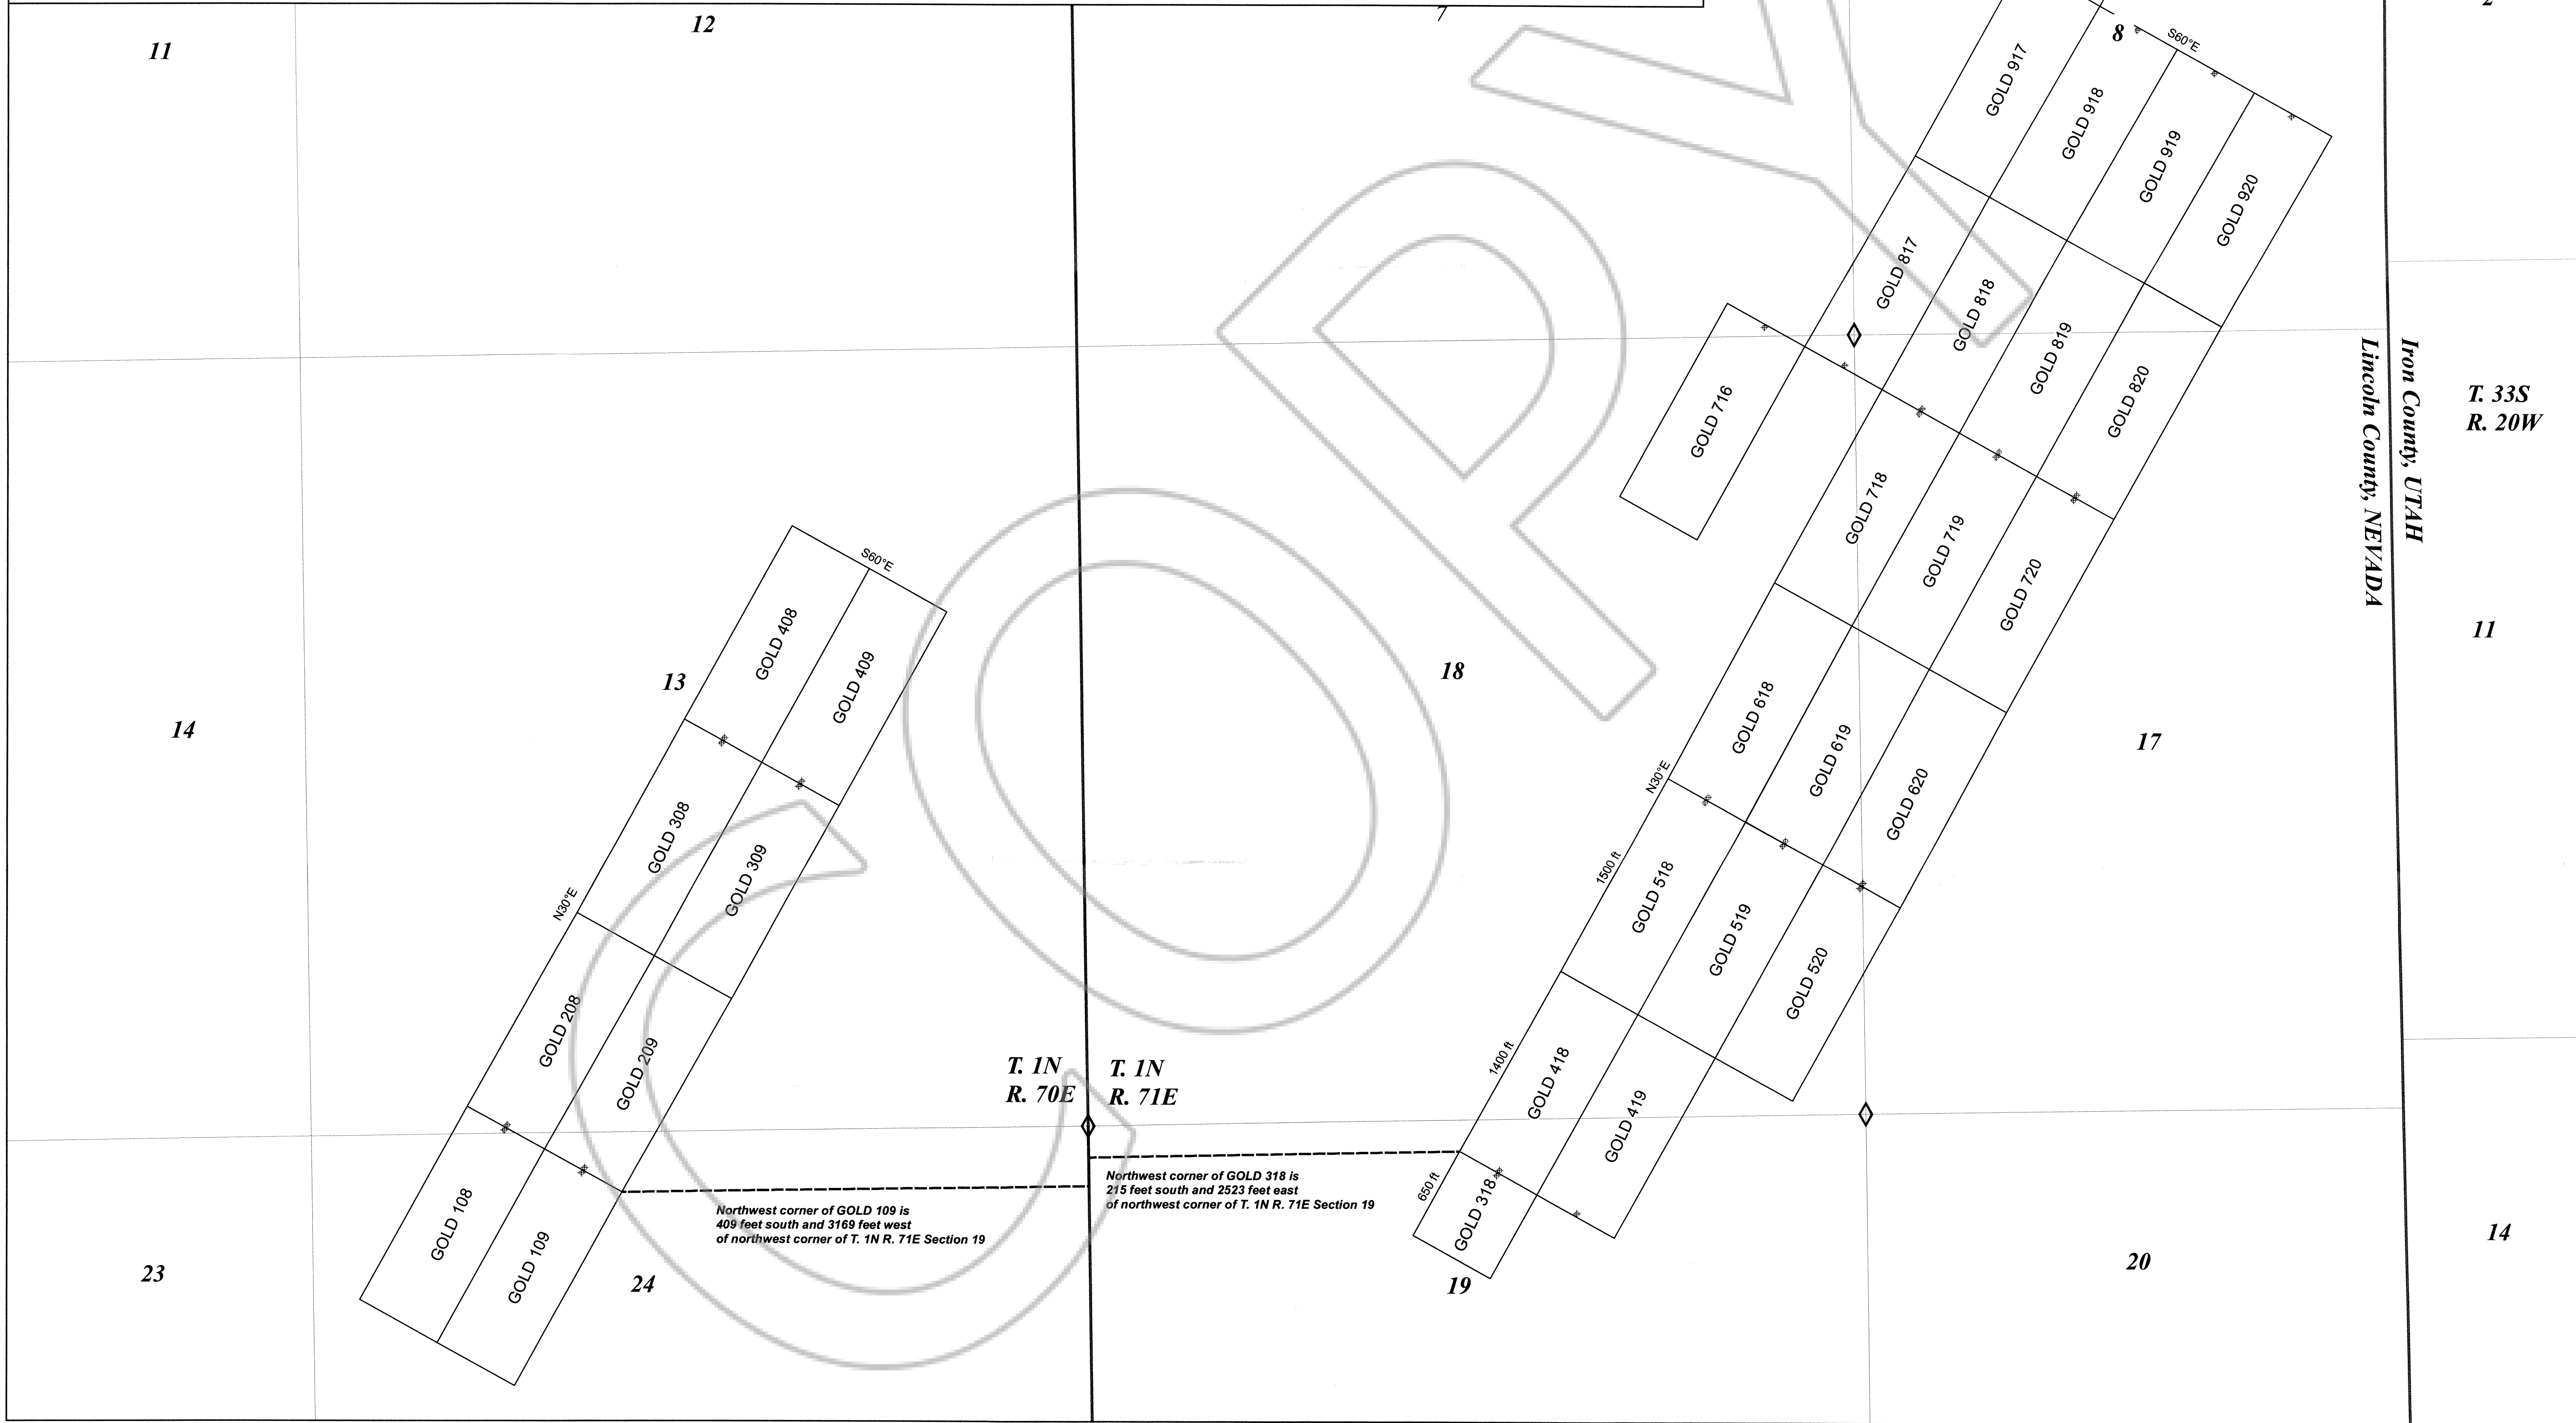 12
7
2
11
8
S60°E
GOLD 917
GOLD 918
GOLD 919
GOLD 920
GOLD 817
GOLD 818
GOLD 819
GOLD 820
Iron County, UTAH
Lincoln County, NEVADA
T. 33S
R. 20W
GOLD 716
GOLD 718
GOLD 719
GOLD 720
S60°E
GOLD 408
GOLD 409
13
18
11
14
17
GOLD 618
GOLD 619
GOLD 620
N30°E
GOLD 308
GOLD 309
N30°E
1500 ft
GOLD 518
GOLD 519
GOLD 520
GOLD 208
GOLD 209
T. 1N
R. 70E
T. 1N
R. 71E
1400 ft
GOLD 418
GOLD 419
Northwest corner of GOLD 318 is
215 feet south and 2523 feet east
of northwest corner of T. 1N R. 71E Section 19
650 ft
GOLD 318
Northwest corner of GOLD 109 is
409 feet south and 3169 feet west
of northwest corner of T. 1N R. 71E Section 19
GOLD 108
GOLD 109
23
24
19
20
14
COPY